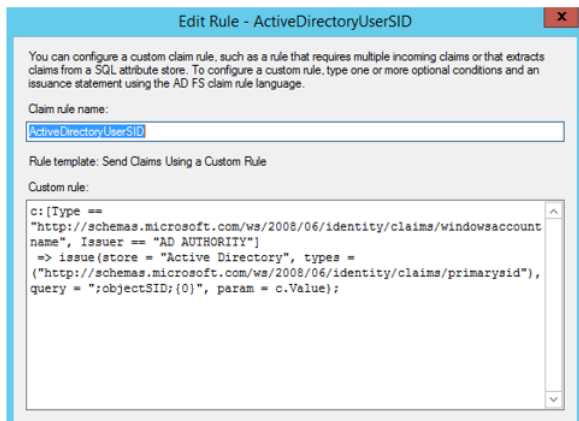 Edit Rule - ActiveDirectoryUserSID
x
You can configure a custom claim rule, such as a rule that requires multiple incoming claims or that extracts
claims from a SQL attribute store. To configure a custom rule, type one or more optional conditions and an
issuance statement using the AD FS claim rule language.
Claim rule name:
ActiveDirectoryUserSID
Rule template: Send Claims Using a Custom Rule
Custom rule:
c:[Type ==
"http://schemas.microsoft.com/ws/2008/06/identity/claims/windowsaccount
name", Issuer == "AD AUTHORITY"]
=> issue(store = "Active Directory", types =
("http://schemas.microsoft.com/ws/2008/06/identity/claims/primarysid"),
query = ";objectSID;{0}", param = c.Value);